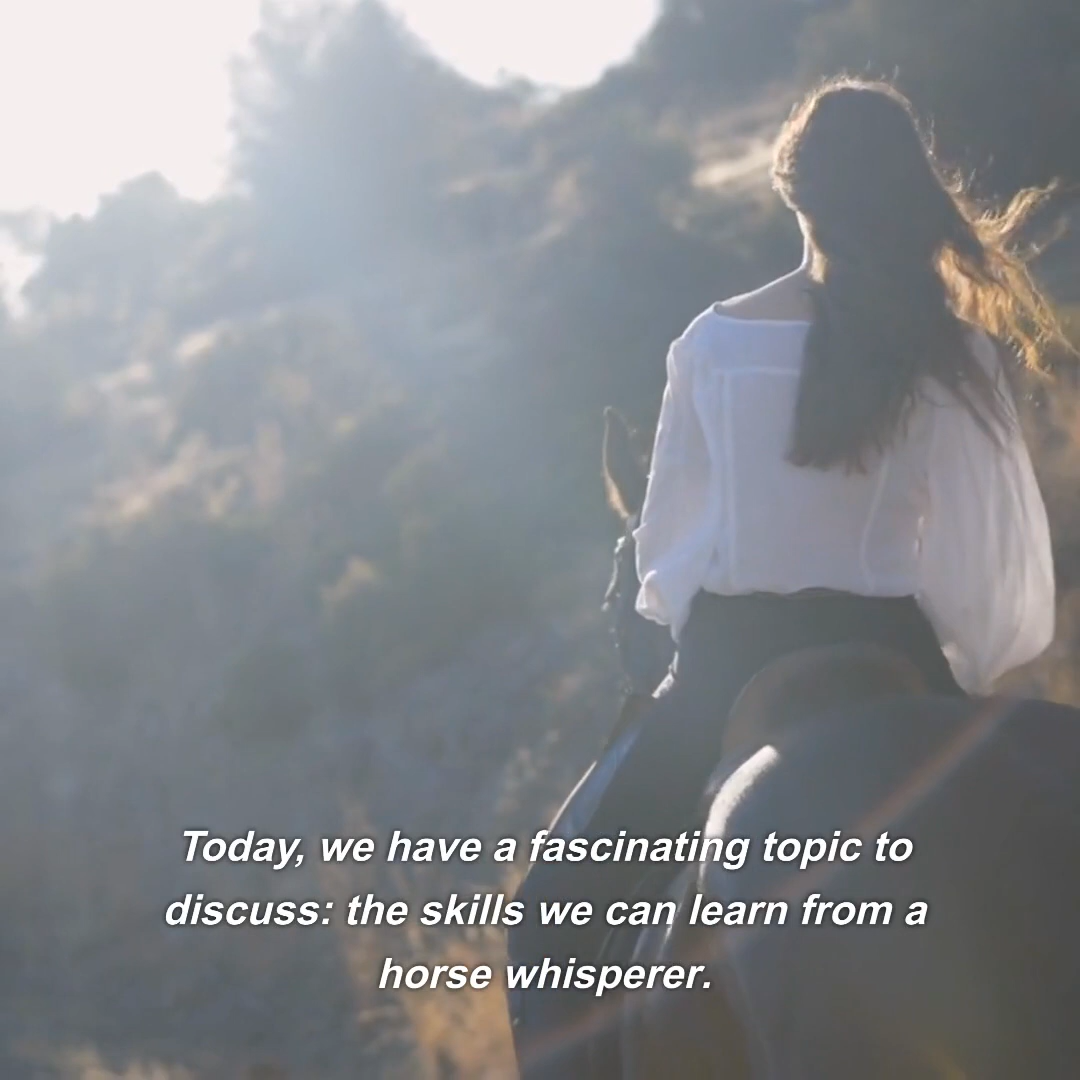 Today, we have a fascinating topic to
discuss: the skills we can learn from a
horse whisperer.